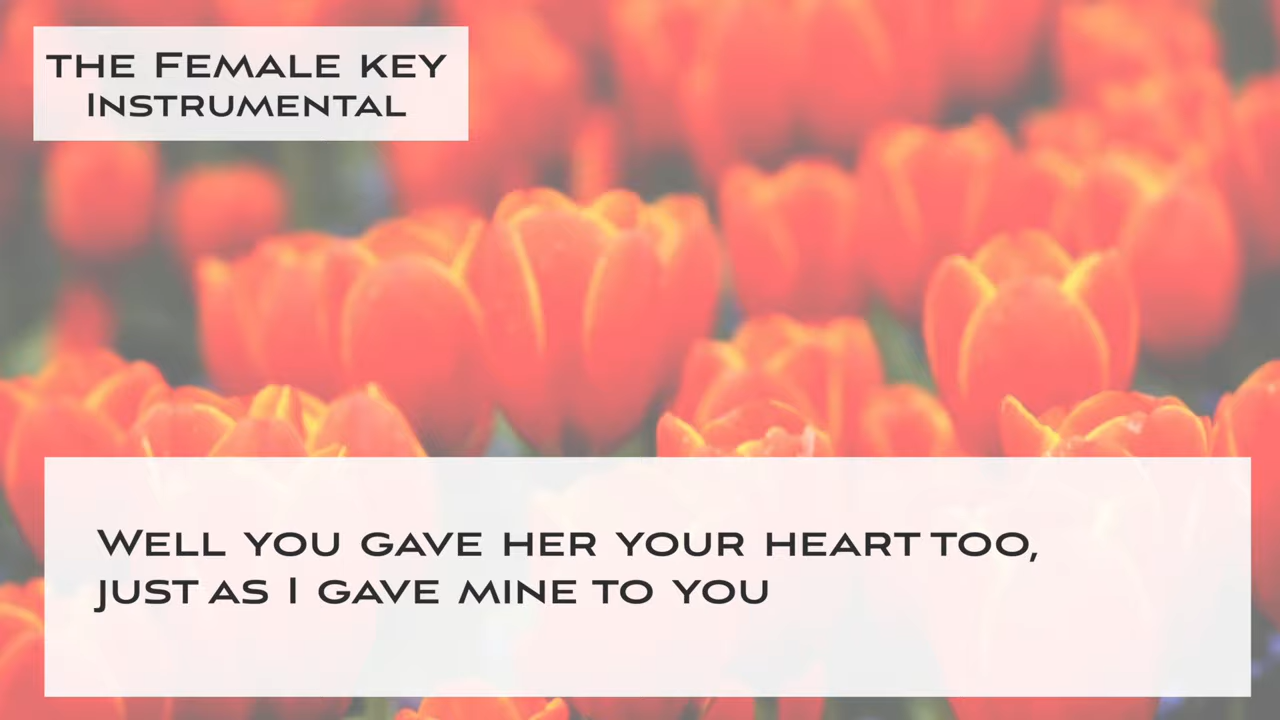 the Female key
Instrumental
Well you gave her your heart too,
just as I gave mine to you